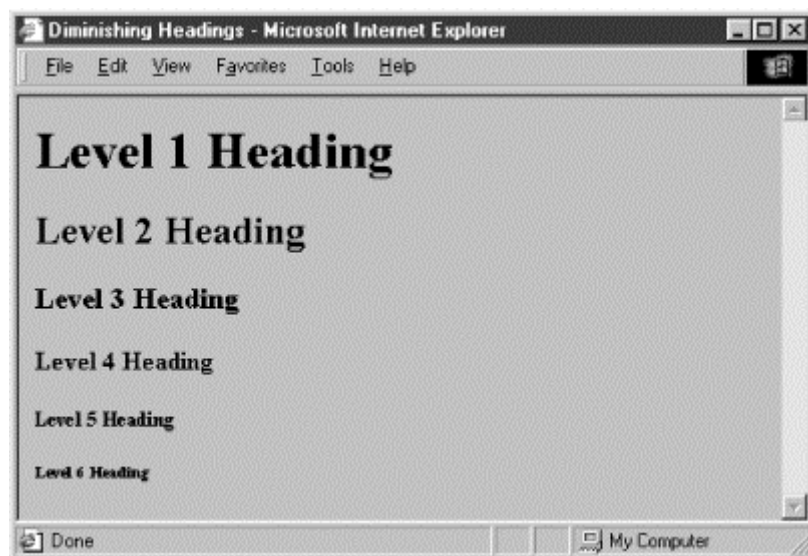 Diminishing Headings - Microsoft Internet Explorer
File Edit View Favorites Tools Help
Level 1 Heading
Level 2 Heading
Level 3 Heading
Level 4 Heading
Level 5 Heading
Level 6 Heading
Done My Computer